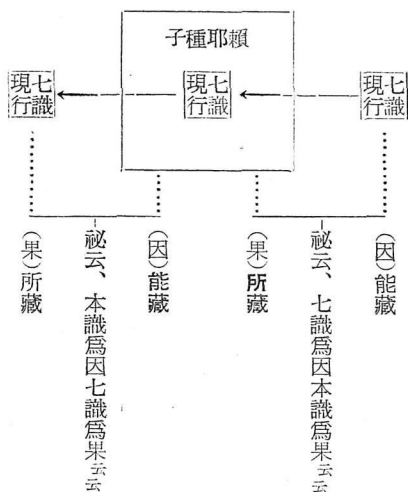 賴耶種子
七識現行
七識現行
七識現行
(因)能藏
祕云、七識爲因本識爲果云云
(果)所藏
(因)能藏
祕云、本識爲因七識爲果云云
(果)所藏